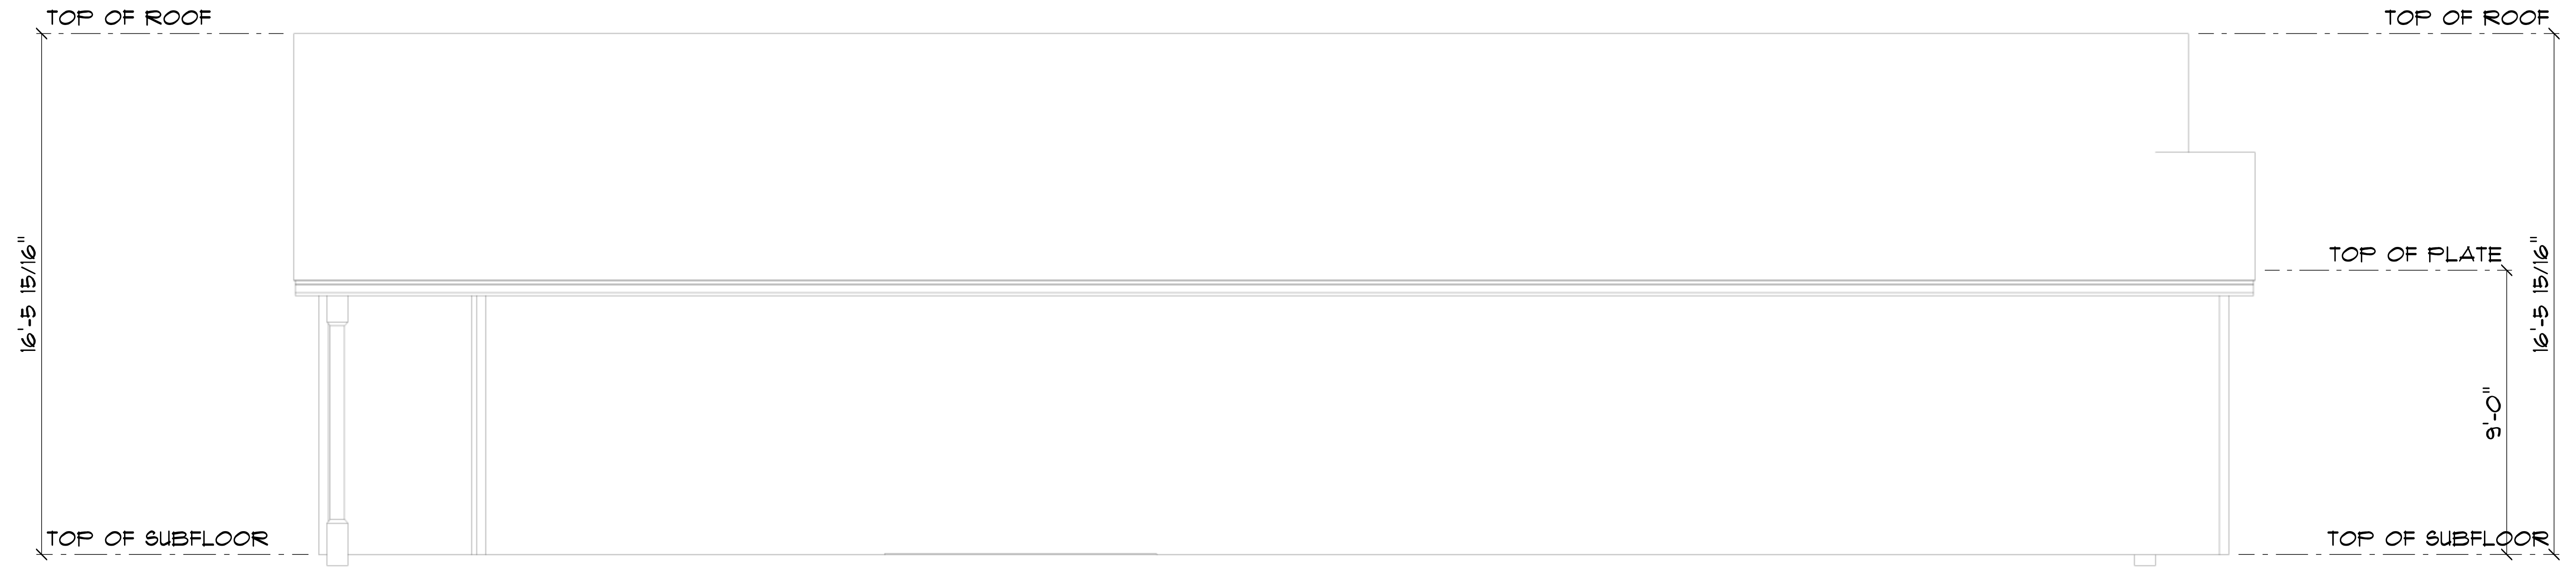 TOP OF ROOF
TOP OF ROOF
16'-5 15/16"
TOP OF PLATE
16'-5 15/16"
9'-0"
TOP OF SUBFLOOR
TOP OF SUBFLOOR